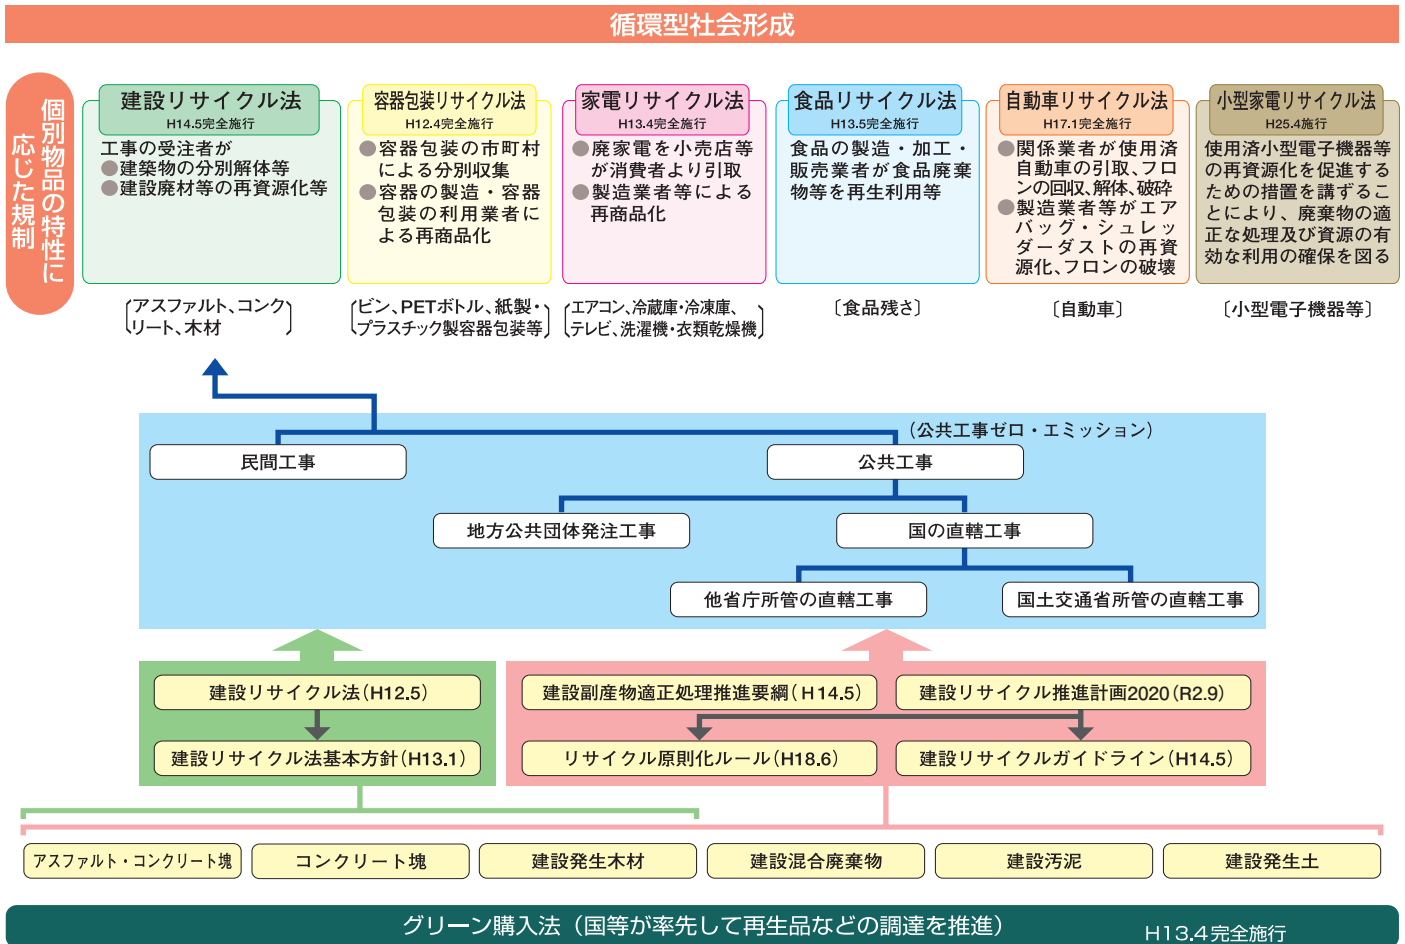 循環型社会形成
個別物品の特性に
応じた規制
建設リサイクル法
H14.5完全施行
工事の受注者が
●建築物の分別解体等
●建設廃材等の再資源化等
〔アスファルト、コンク
リート、木材〕
容器包装リサイクル法
H12.4完全施行
●容器包装の市町村
による分別収集
●容器の製造・容器
包装の利用業者に
よる再商品化
〔ビン、PETボトル、紙製・
プラスチック製容器包装等〕
家電リサイクル法
H13.4完全施行
●廃家電を小売店等
が消費者より引取
●製造業者等による
再商品化
〔エアコン、冷蔵庫・冷凍庫、
テレビ、洗濯機・衣類乾燥機〕
食品リサイクル法
H13.5完全施行
食品の製造・加工・
販売業者が食品廃棄
物等を再生利用等
〔食品残さ〕
自動車リサイクル法
H17.1完全施行
●関係業者が使用済
自動車の引取、フロ
ンの回収、解体、破砕
●製造業者等がエア
バッグ・シュレッ
ダーダストの再資
源化、フロンの破壊
〔自動車〕
小型家電リサイクル法
H25.4施行
使用済小型電子機器等
の再資源化を促進する
ための措置を講ずるこ
とにより、廃棄物の適
正な処理及び資源の有
効な利用の確保を図る
〔小型電子機器等〕
(公共工事ゼロ・エミッション)
民間工事
公共工事
地方公共団体発注工事
国の直轄工事
他省庁所管の直轄工事
国土交通省所管の直轄工事
建設リサイクル法(H12.5)
建設リサイクル法基本方針(H13.1)
建設副産物適正処理推進要綱(H14.5)
建設リサイクル推進計画2020(R2.9)
リサイクル原則化ルール(H18.6)
建設リサイクルガイドライン(H14.5)
アスファルト・コンクリート塊
コンクリート塊
建設発生木材
建設混合廃棄物
建設汚泥
建設発生土
グリーン購入法(国等が率先して再生品などの調達を推進)
H13.4完全施行